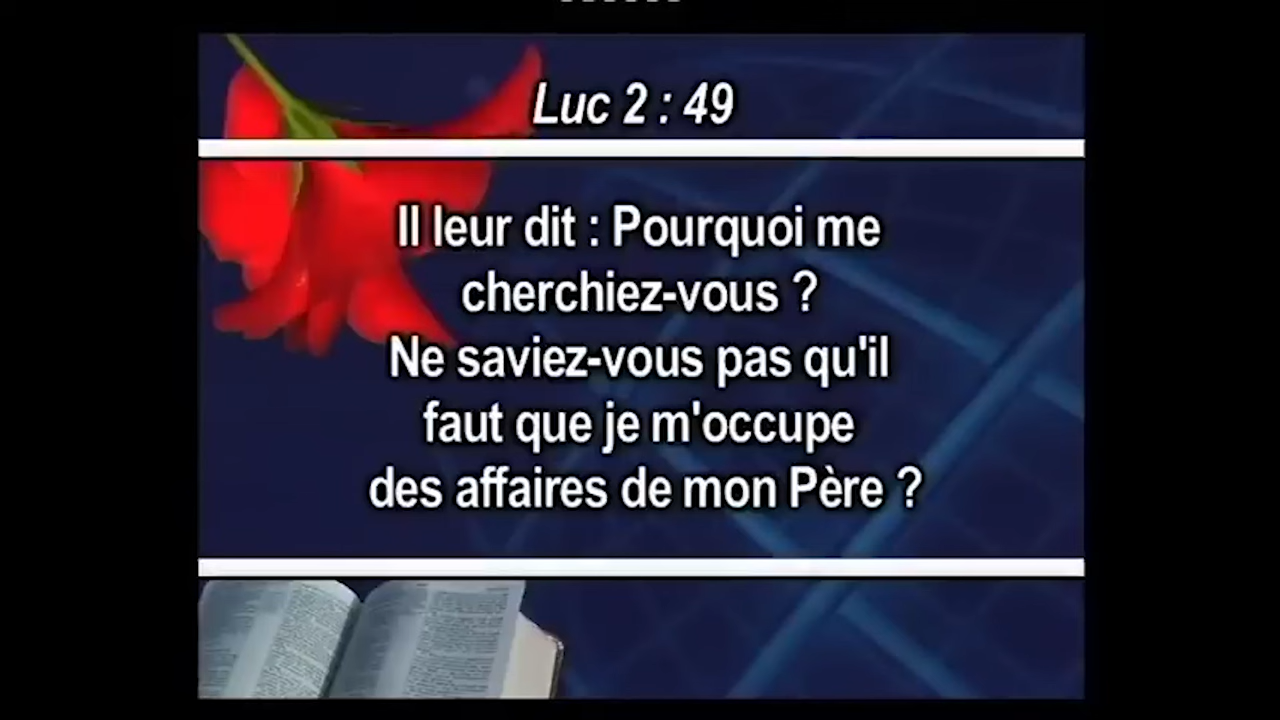 Luc 2 : 49
Il leur dit : Pourquoi me
cherchiez-vous ?
Ne saviez-vous pas qu'il
faut que je m'occupe
des affaires de mon Père ?